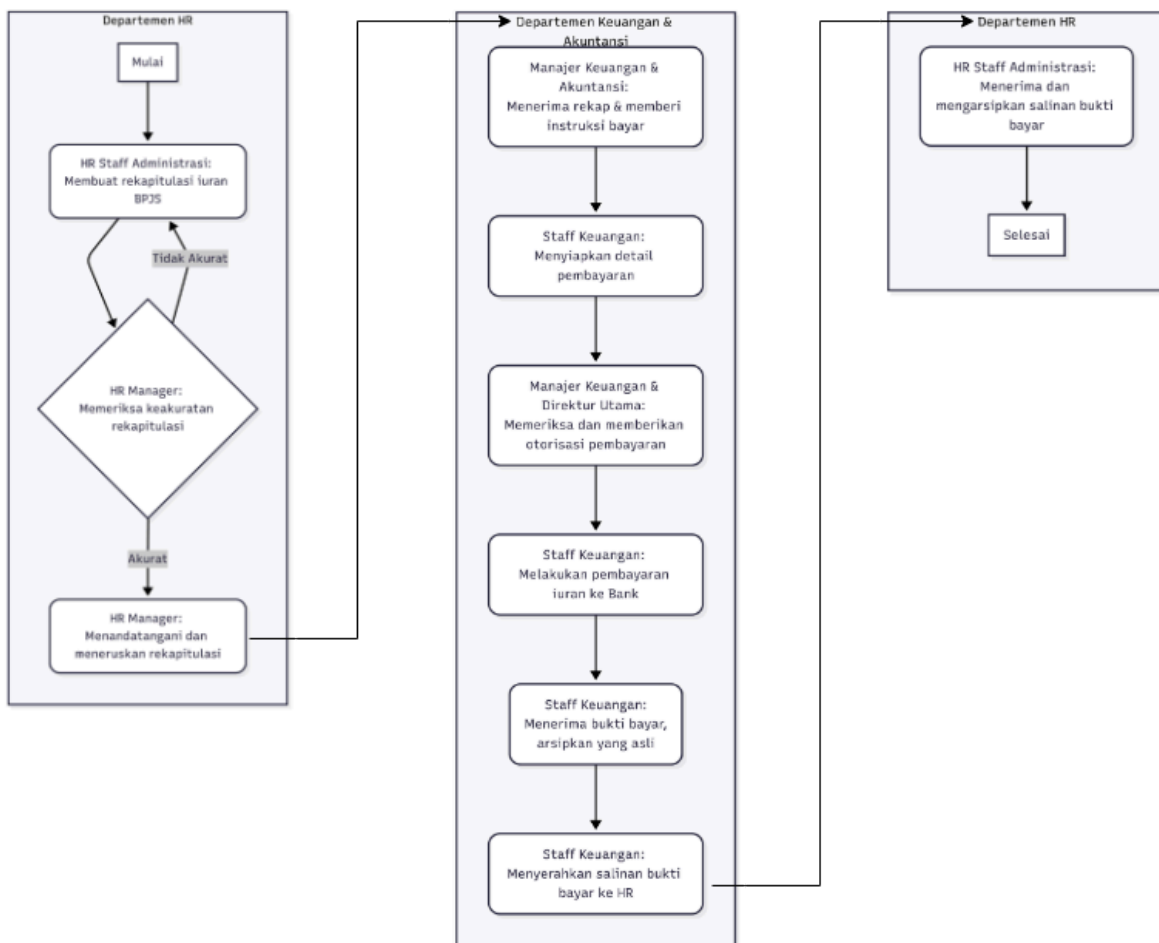 Departemen HR
Mulai
HR Staff Administrasi:
Membuat rekapitulasi iuran
BPJS
Tidak Akurat
HR Manager:
Memeriksa keakuratan
rekapitulasi
Akurat
HR Manager:
Menandatangani dan
meneruskan rekapitulasi
Departemen Keuangan &
Akuntansi
Manajer Keuangan &
Akuntansi:
Menerima rekap & memberi
instruksi bayar
Staff Keuangan:
Menyiapkan detail
pembayaran
Manajer Keuangan &
Direktur Utama:
Memeriksa dan memberikan
otorisasi pembayaran
Staff Keuangan:
Melakukan pembayaran
iuran ke Bank
Staff Keuangan:
Menerima bukti bayar,
arsipkan yang asli
Staff Keuangan:
Menyerahkan salinan bukti
bayar ke HR
Departemen HR
HR Staff Administrasi:
Menerima dan
mengarsipkan salinan bukti
bayar
Selesai